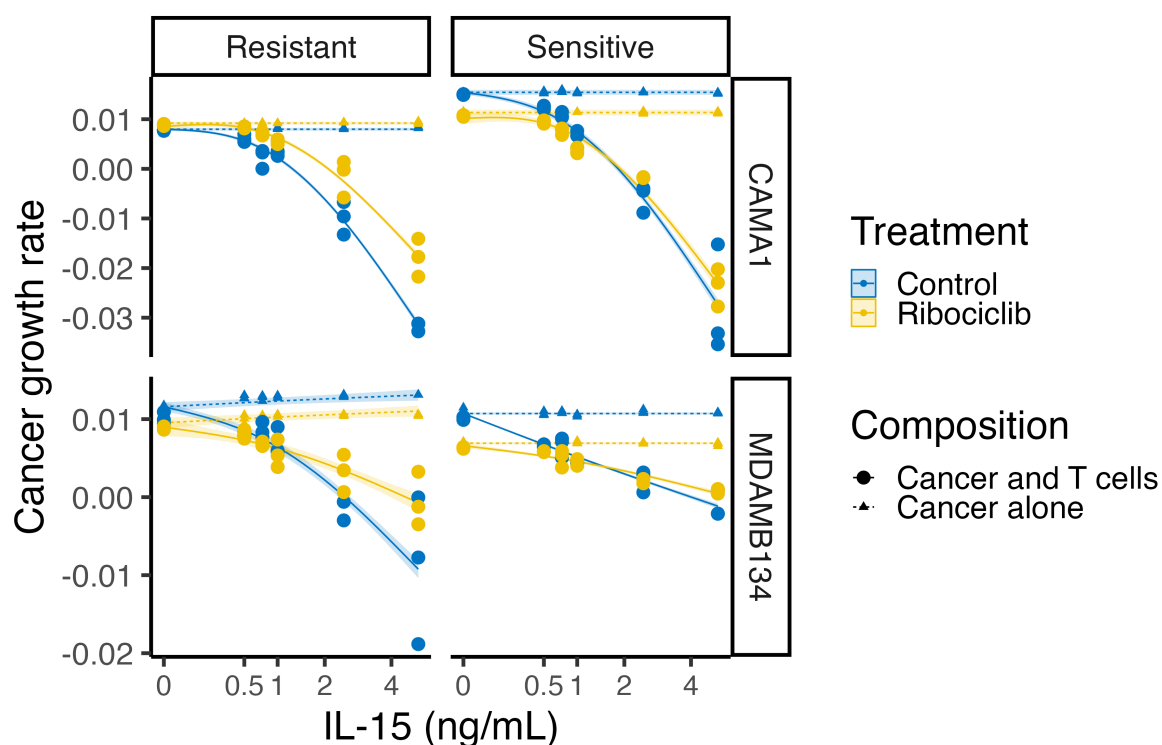 Resistant
Sensitive
CAMA1
MDAMB134
Cancer growth rate
0.01
0.00
-0.01
-0.02
-0.03
0.01
0.00
-0.01
-0.02
0 0.5 1 2 4
0 0.5 1 2 4
IL-15 (ng/mL)
Treatment
Control
Ribociclib
Composition
Cancer and T cells
Cancer alone